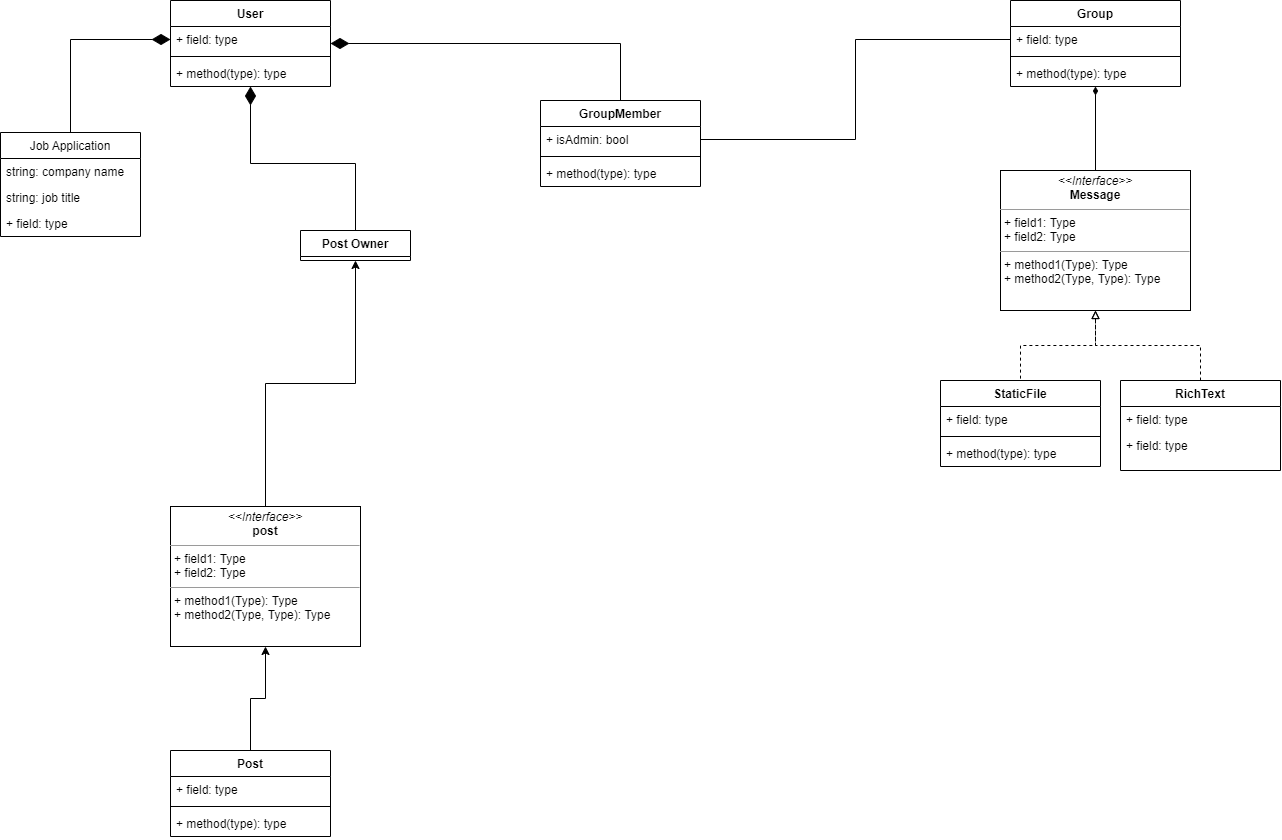 User
+ field: type
+ method(type): type
Group
+ field: type
+ method(type): type
GroupMember
+ isAdmin: bool
+ method(type): type
Job Application
string: company name
string: job title
+ field: type
<<Interface>>
Message
+ field1: Type
+ field2: Type
+ method1(Type): Type
+ method2(Type, Type): Type
Post Owner
StaticFile
+ field: type
+ method(type): type
RichText
+ field: type
+ field: type
<<Interface>>
post
+ field1: Type
+ field2: Type
+ method1(Type): Type
+ method2(Type, Type): Type
Post
+ field: type
+ method(type): type